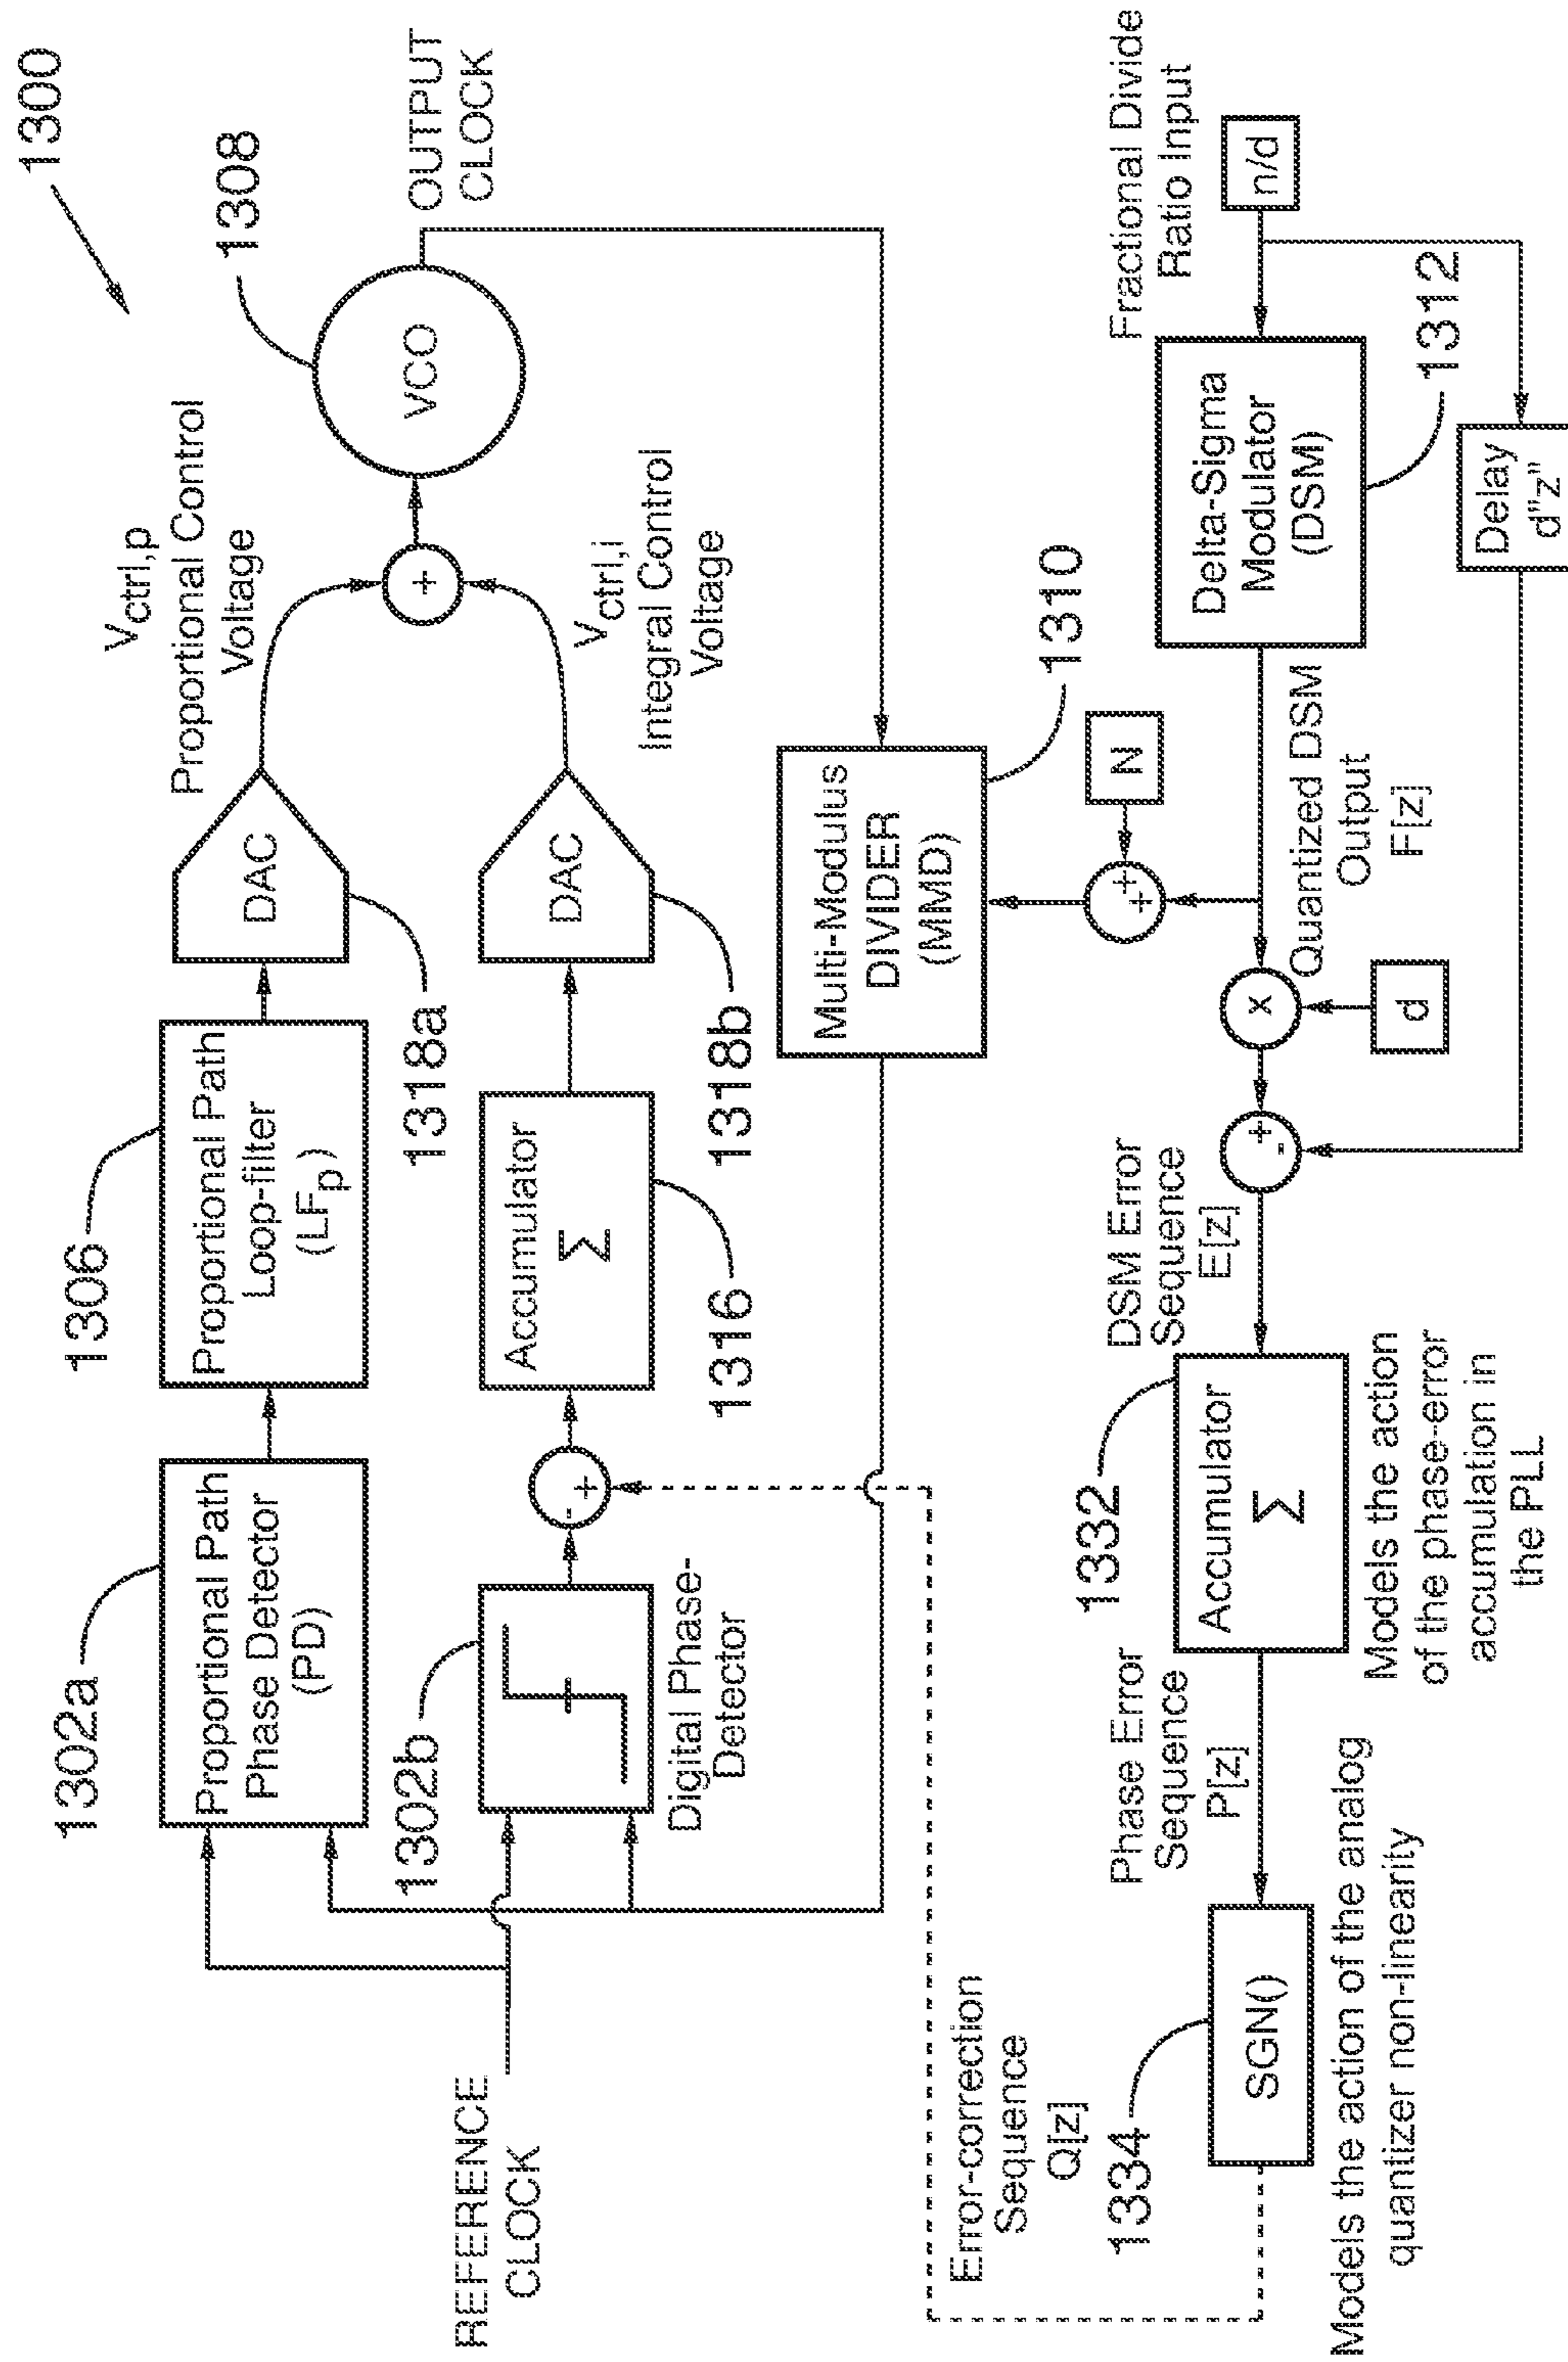 1300
1302a
Proportional Path
Phase Detector
(PD)
1306
Proportional Path
Loop-filter
(LFp)
DAC
1318a
Vctrl,p
Proportional Control
Voltage
1308
VCO
OUTPUT
CLOCK
+
REFERENCE
CLOCK
1302b
Digital Phase-
Detector
- +
Accumulator
Σ
1316
DAC
1318b
Vctrl,i
Integral Control
Voltage
Multi-Modulus
DIVIDER
(MMD)
1310
N
+ +
Error-correction
Sequence
Q[z]
1334
SGN()
Models the action of the analog
quantizer non-linearity
Phase Error
Sequence
P[z]
1332
Accumulator
Σ
Models the action
of the phase-error
accumulation in
the PLL
DSM Error
Sequence
E[z]
- +
x
d
Quantized DSM
Output
F[z]
Delta-Sigma
Modulator
(DSM)
1312
Fractional Divide
Ratio Input
n/d
Delay
d"z"